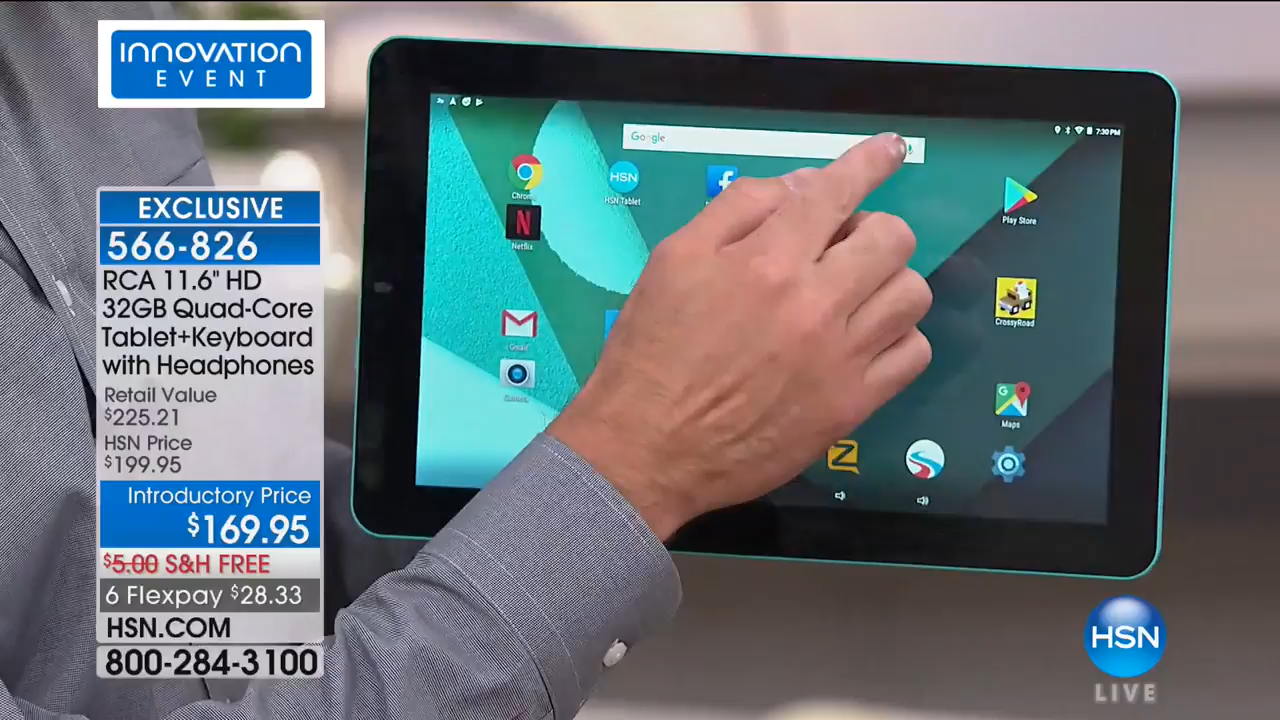 INNOVATION
EVENT
EXCLUSIVE
566-826
RCA 11.6" HD
32GB Quad-Core
Tablet+Keyboard
with Headphones
Retail Value
$225.21
HSN Price
$199.95
Introductory Price
$169.95
$5.00 S&H FREE
6 Flexpay $28.33
HSN.COM
800-284-3100
7:30 PM
Google
Chrome
HSN
HSN Tablet
Play Store
Netflix
CrossyRoad
Gmail
Camera
Maps
HSN
LIVE